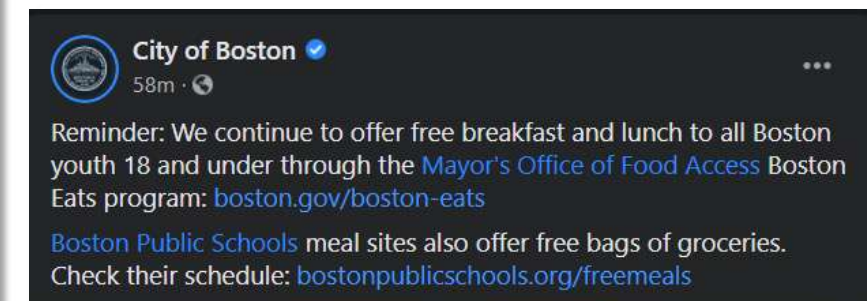 City of Boston
58m ·
Reminder: We continue to offer free breakfast and lunch to all Boston
youth 18 and under through the Mayor's Office of Food Access Boston
Eats program: boston.gov/boston-eats
Boston Public Schools meal sites also offer free bags of groceries.
Check their schedule: bostonpublicschools.org/freemeals